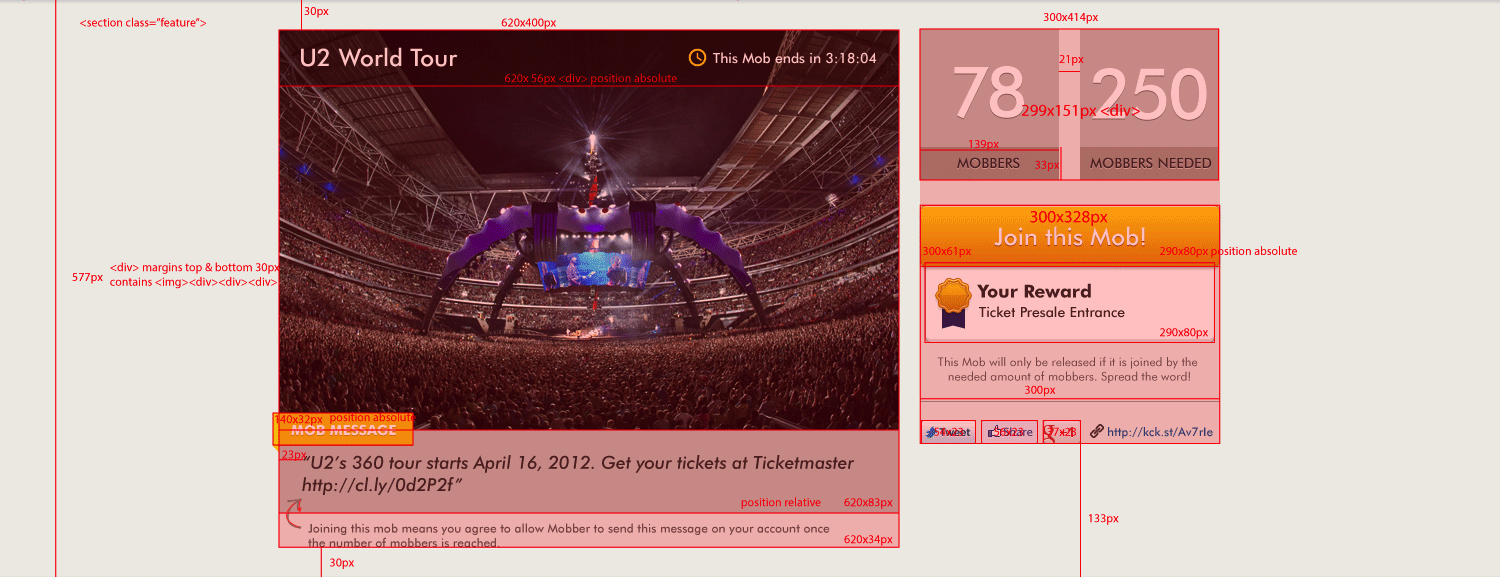 30px
<section class="feature">
620x400px
300x414px
U2 World Tour
This Mob ends in 3:18:04
620x 56px <div> position absolute
78
21px
250
299x151px <div>
139px
MOBBERS
33px
MOBBERS NEEDED
300x328px
Join this Mob!
300x61px
290x80px position absolute
577px
<div> margins top & bottom 30px
contains <img><div><div><div>
Your Reward
Ticket Presale Entrance
290x80px
This Mob will only be released if it is joined by the
needed amount of mobbers. Spread the word!
300px
140x32px position absolute
MOB MESSAGE
Tweet
Share
+1
http://kck.st/Av7rIe
23px
“U2’s 360 tour starts April 16, 2012. Get your tickets at Ticketmaster
http://cl.ly/0d2P2f”
position relative
620x83px
133px
Joining this mob means you agree to allow Mobber to send this message on your account once
the number of mobbers is reached.
620x34px
30px